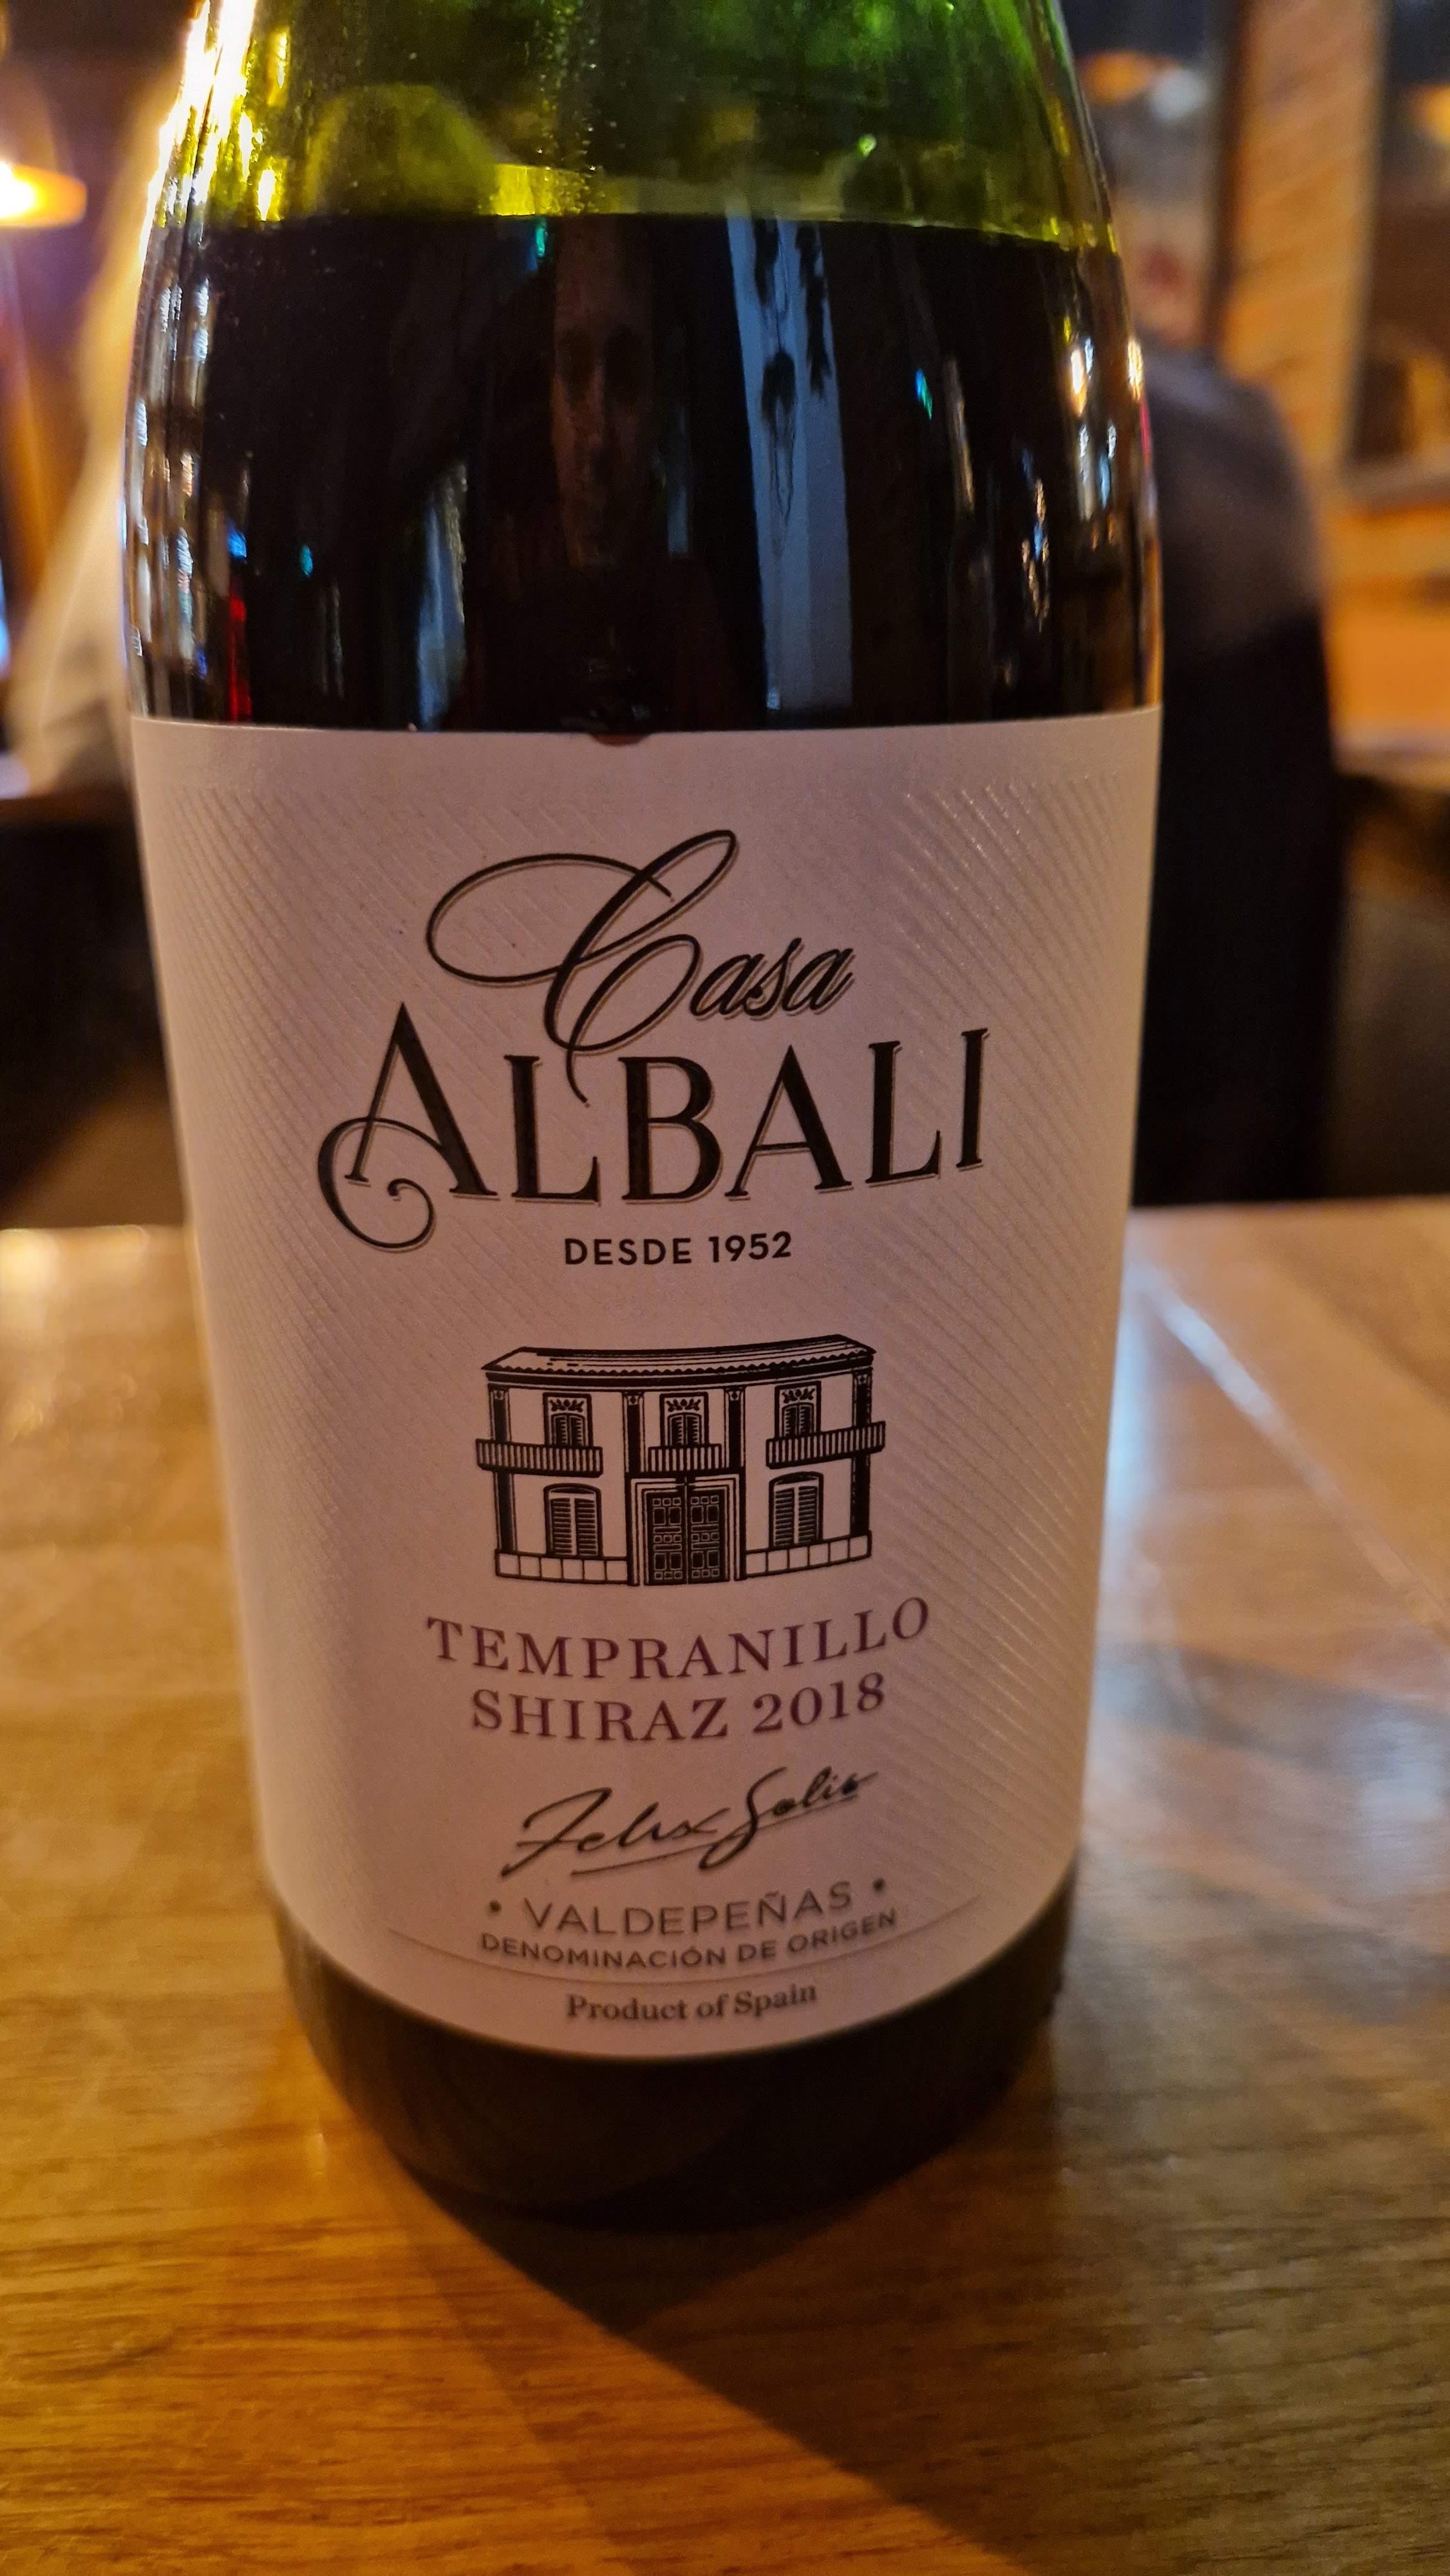 Casa
ALBALI
DESDE 1952
TEMPRANILLO
SHIRAZ 2018
Felix Solis
• VALDEPEÑAS •
DENOMINACIÓN DE ORIGEN
Product of Spain